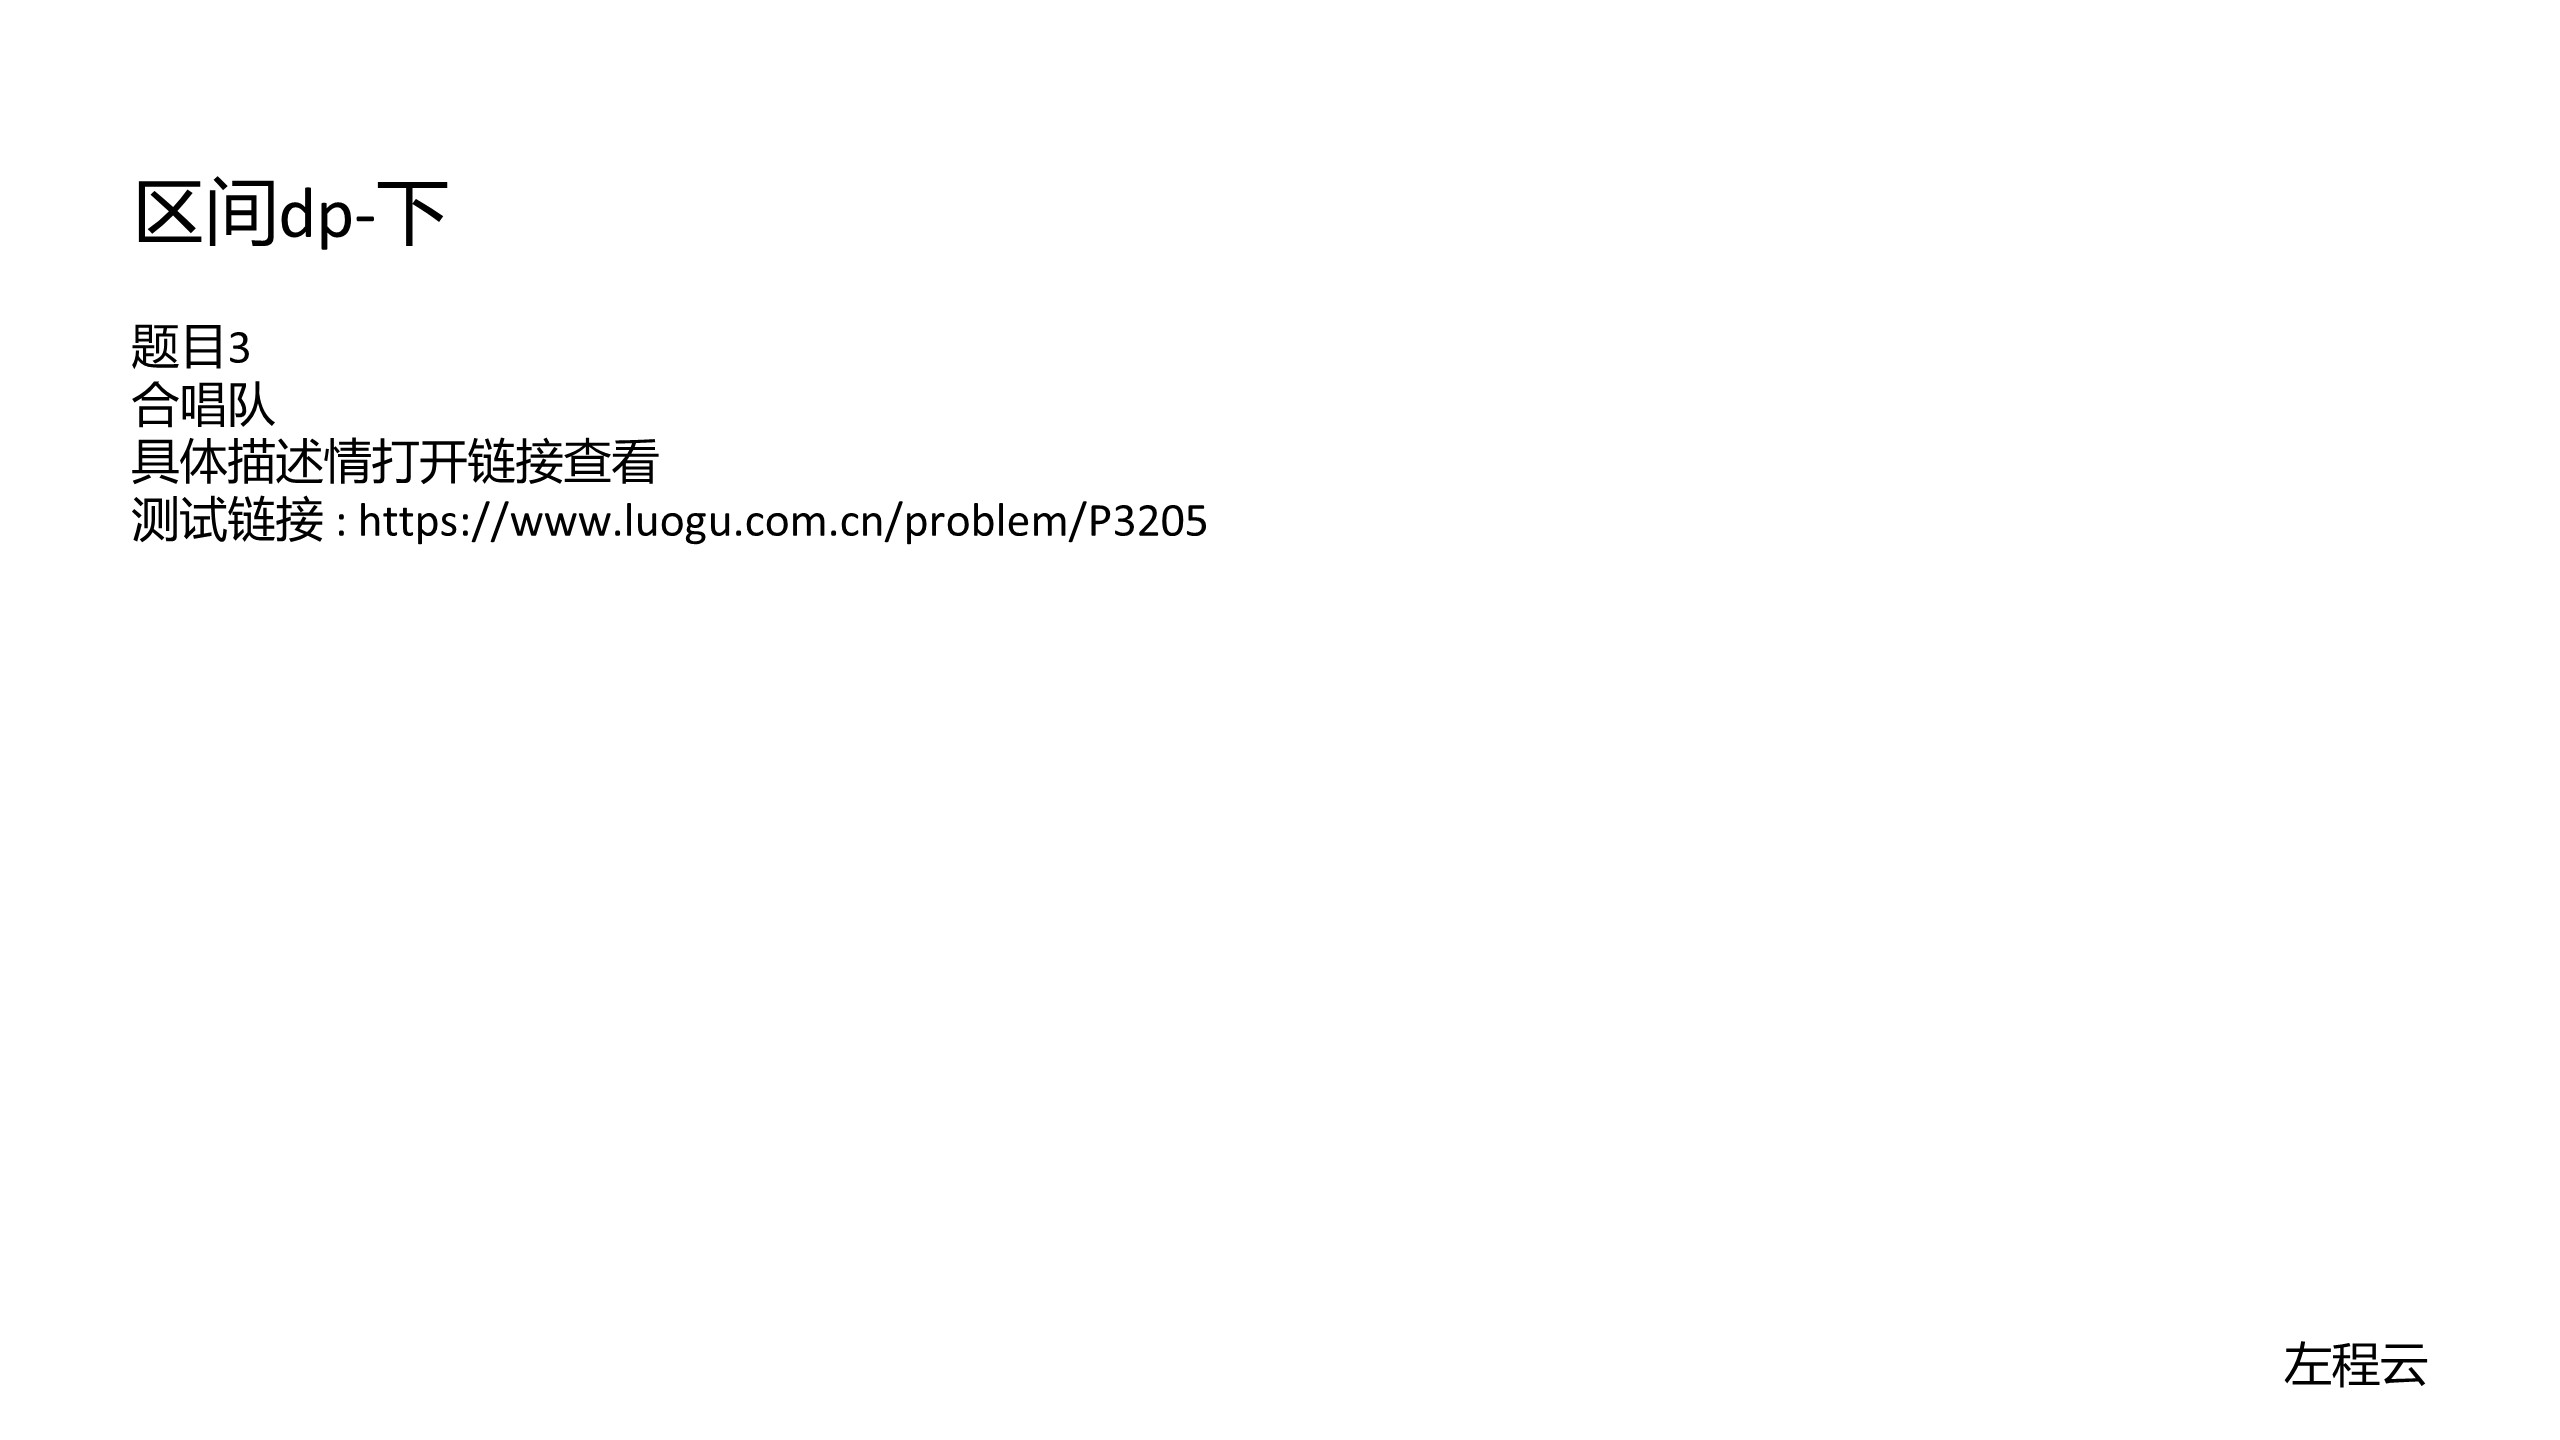 区间dp-下
题目3
合唱队
具体描述情打开链接查看
测试链接 : https://www.luogu.com.cn/problem/P3205
左程云